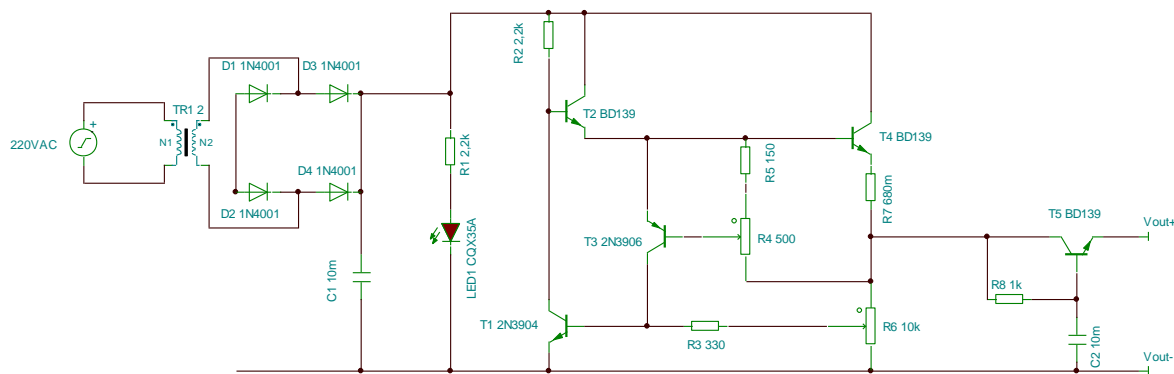 220VAC
TR1 2
N1
N2
D1 1N4001
D3 1N4001
D4 1N4001
D2 1N4001
C1 10m
R1 2,2k
LED1 CQX35A
R2 2,2k
T2 BD139
T3 2N3906
T1 2N3904
R5 150
R4 500
R3 330
T4 BD139
R7 680m
R6 10k
T5 BD139
R8 1k
C2 10m
Vout+
Vout-